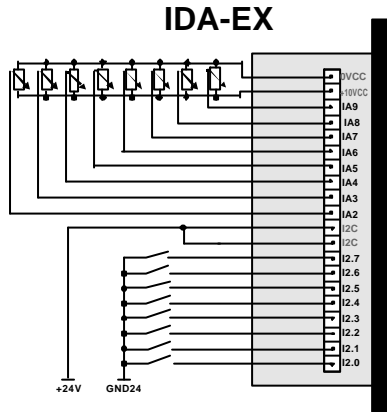 IDA-EX
0VCC
+10VCC
IA9
IA8
IA7
IA6
IA5
IA4
IA3
IA2
I2C
I2C
I2.7
I2.6
I2.5
I2.4
I2.3
I2.2
I2.1
I2.0
+24V GND24